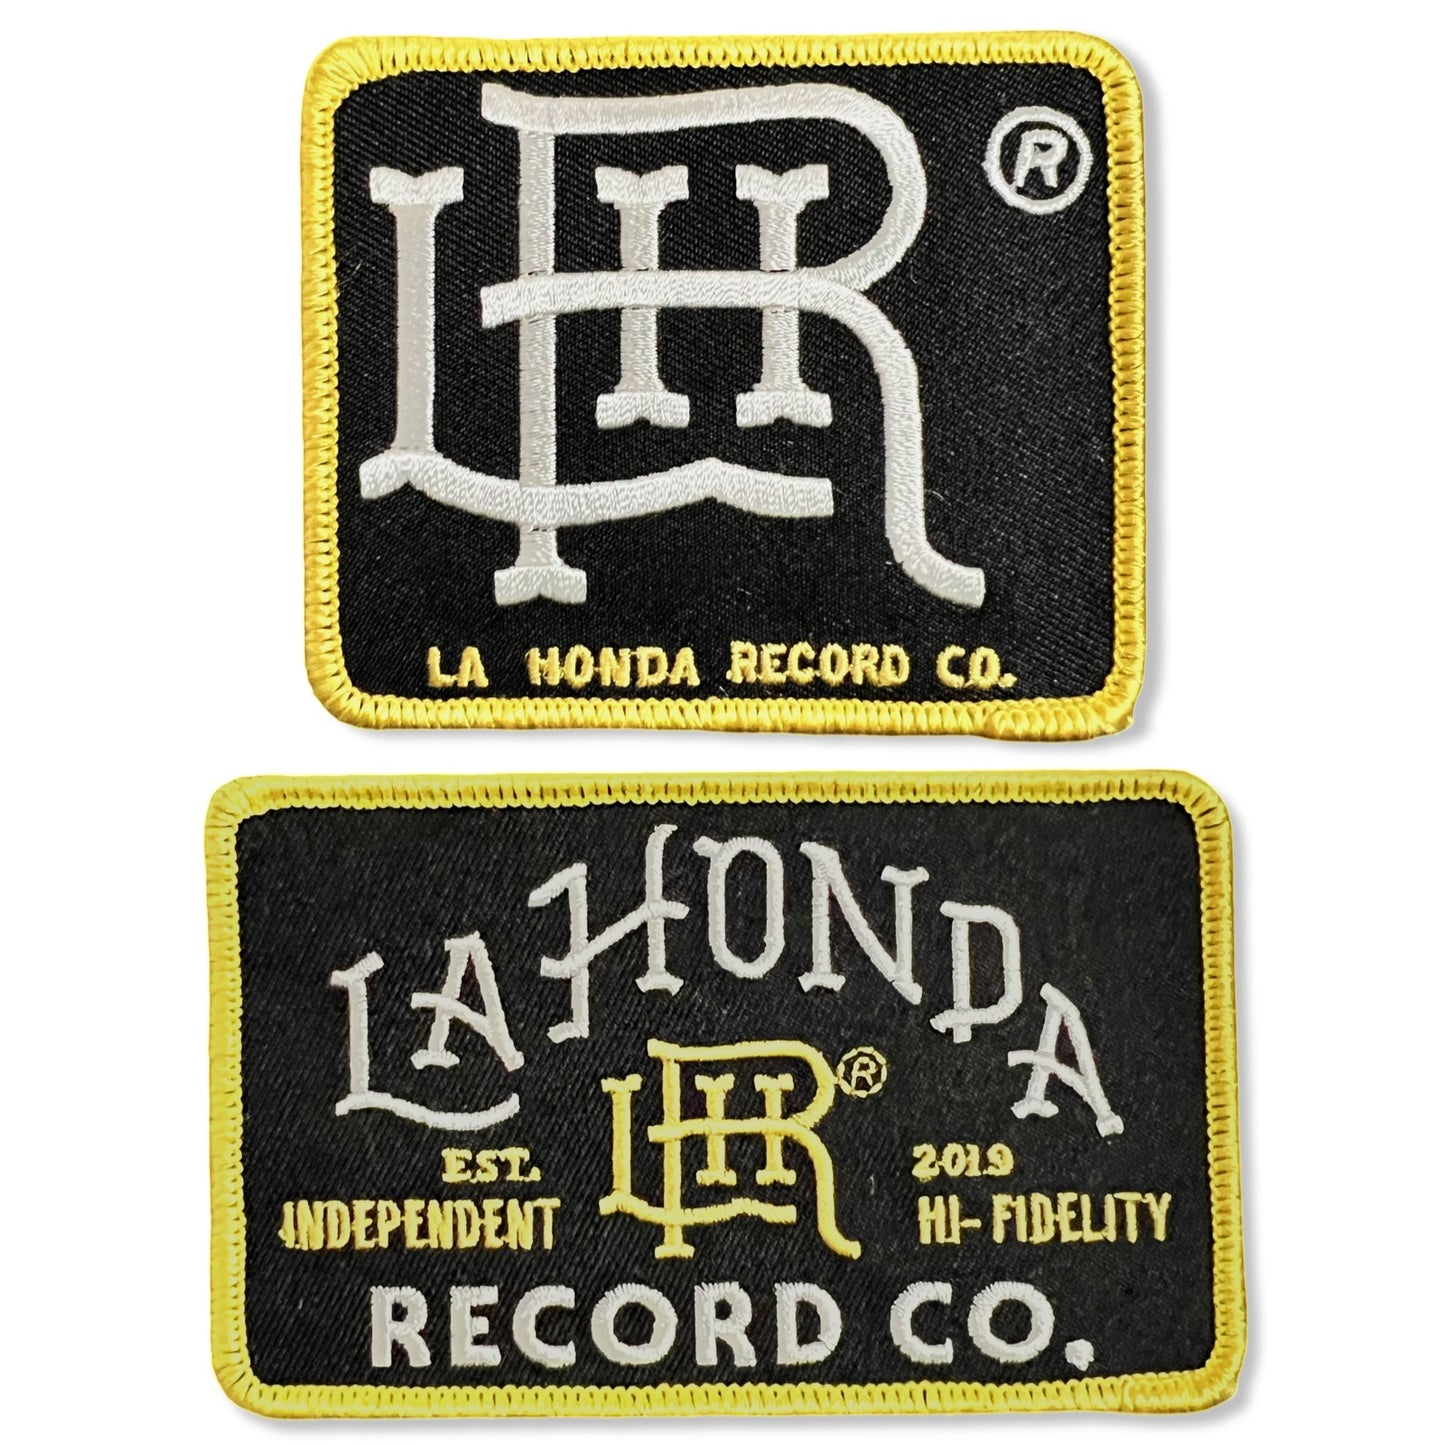 LHR ®
LA HONDA RECORD CO.
LA HONDA
LHR ®
EST. 2019
INDEPENDENT HI-FIDELITY
RECORD CO.